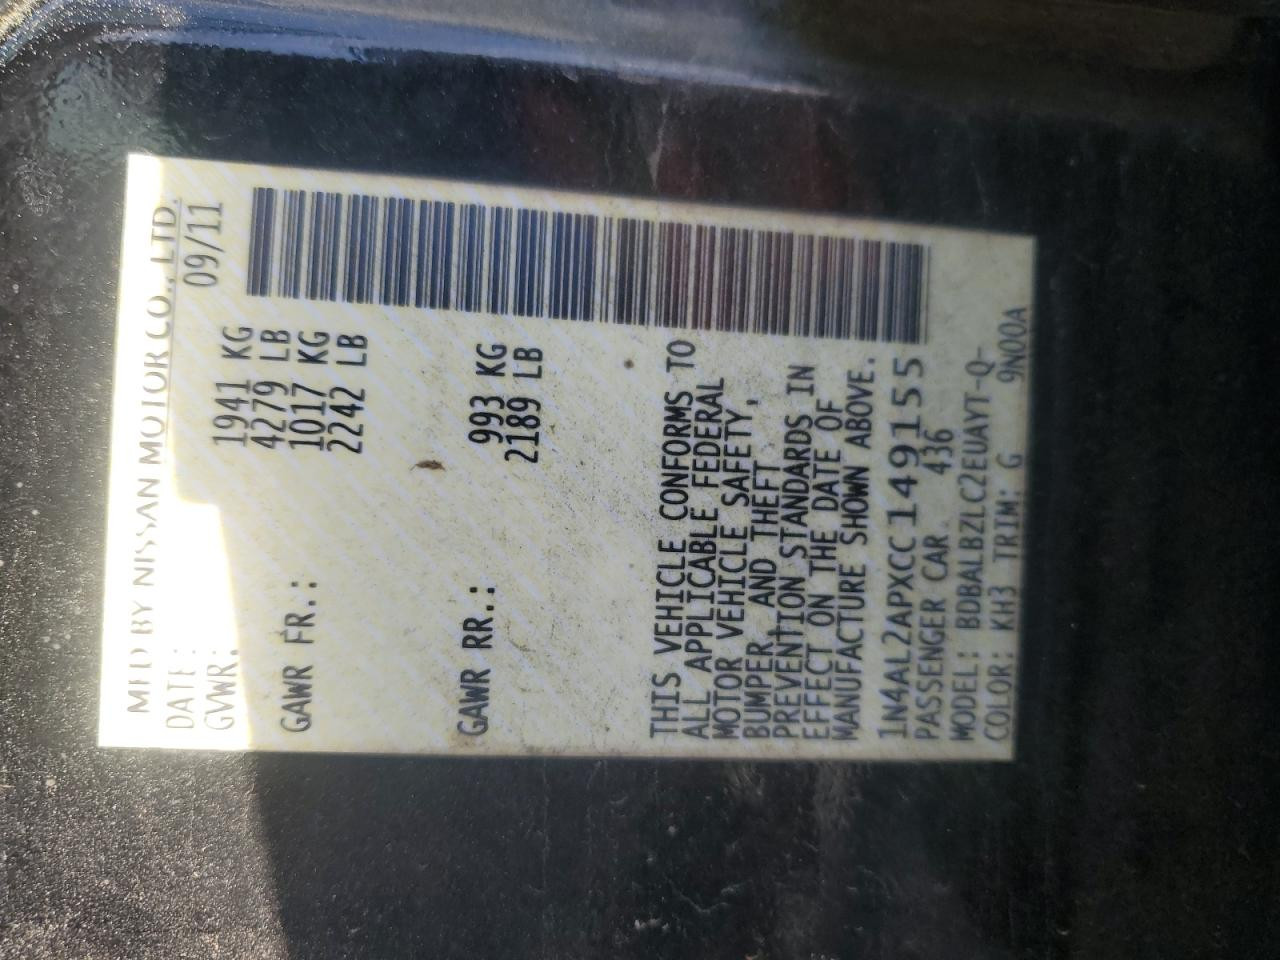 MFD BY NISSAN MOTOR CO., LTD.
DATE: 09/11
GVWR: 1941 KG
4279 LB
GAWR FR.: 1017 KG
2242 LB
GAWR RR.: 993 KG
2189 LB
THIS VEHICLE CONFORMS TO
ALL APPLICABLE FEDERAL
MOTOR VEHICLE SAFETY,
BUMPER, AND THEFT
PREVENTION STANDARDS IN
EFFECT ON THE DATE OF
MANUFACTURE SHOWN ABOVE.
1N4AL2APXCC149155
PASSENGER CAR 436
MODEL: BDBALBZLC2EUAYT-Q-
COLOR: KH3 TRIM: G 9N00A